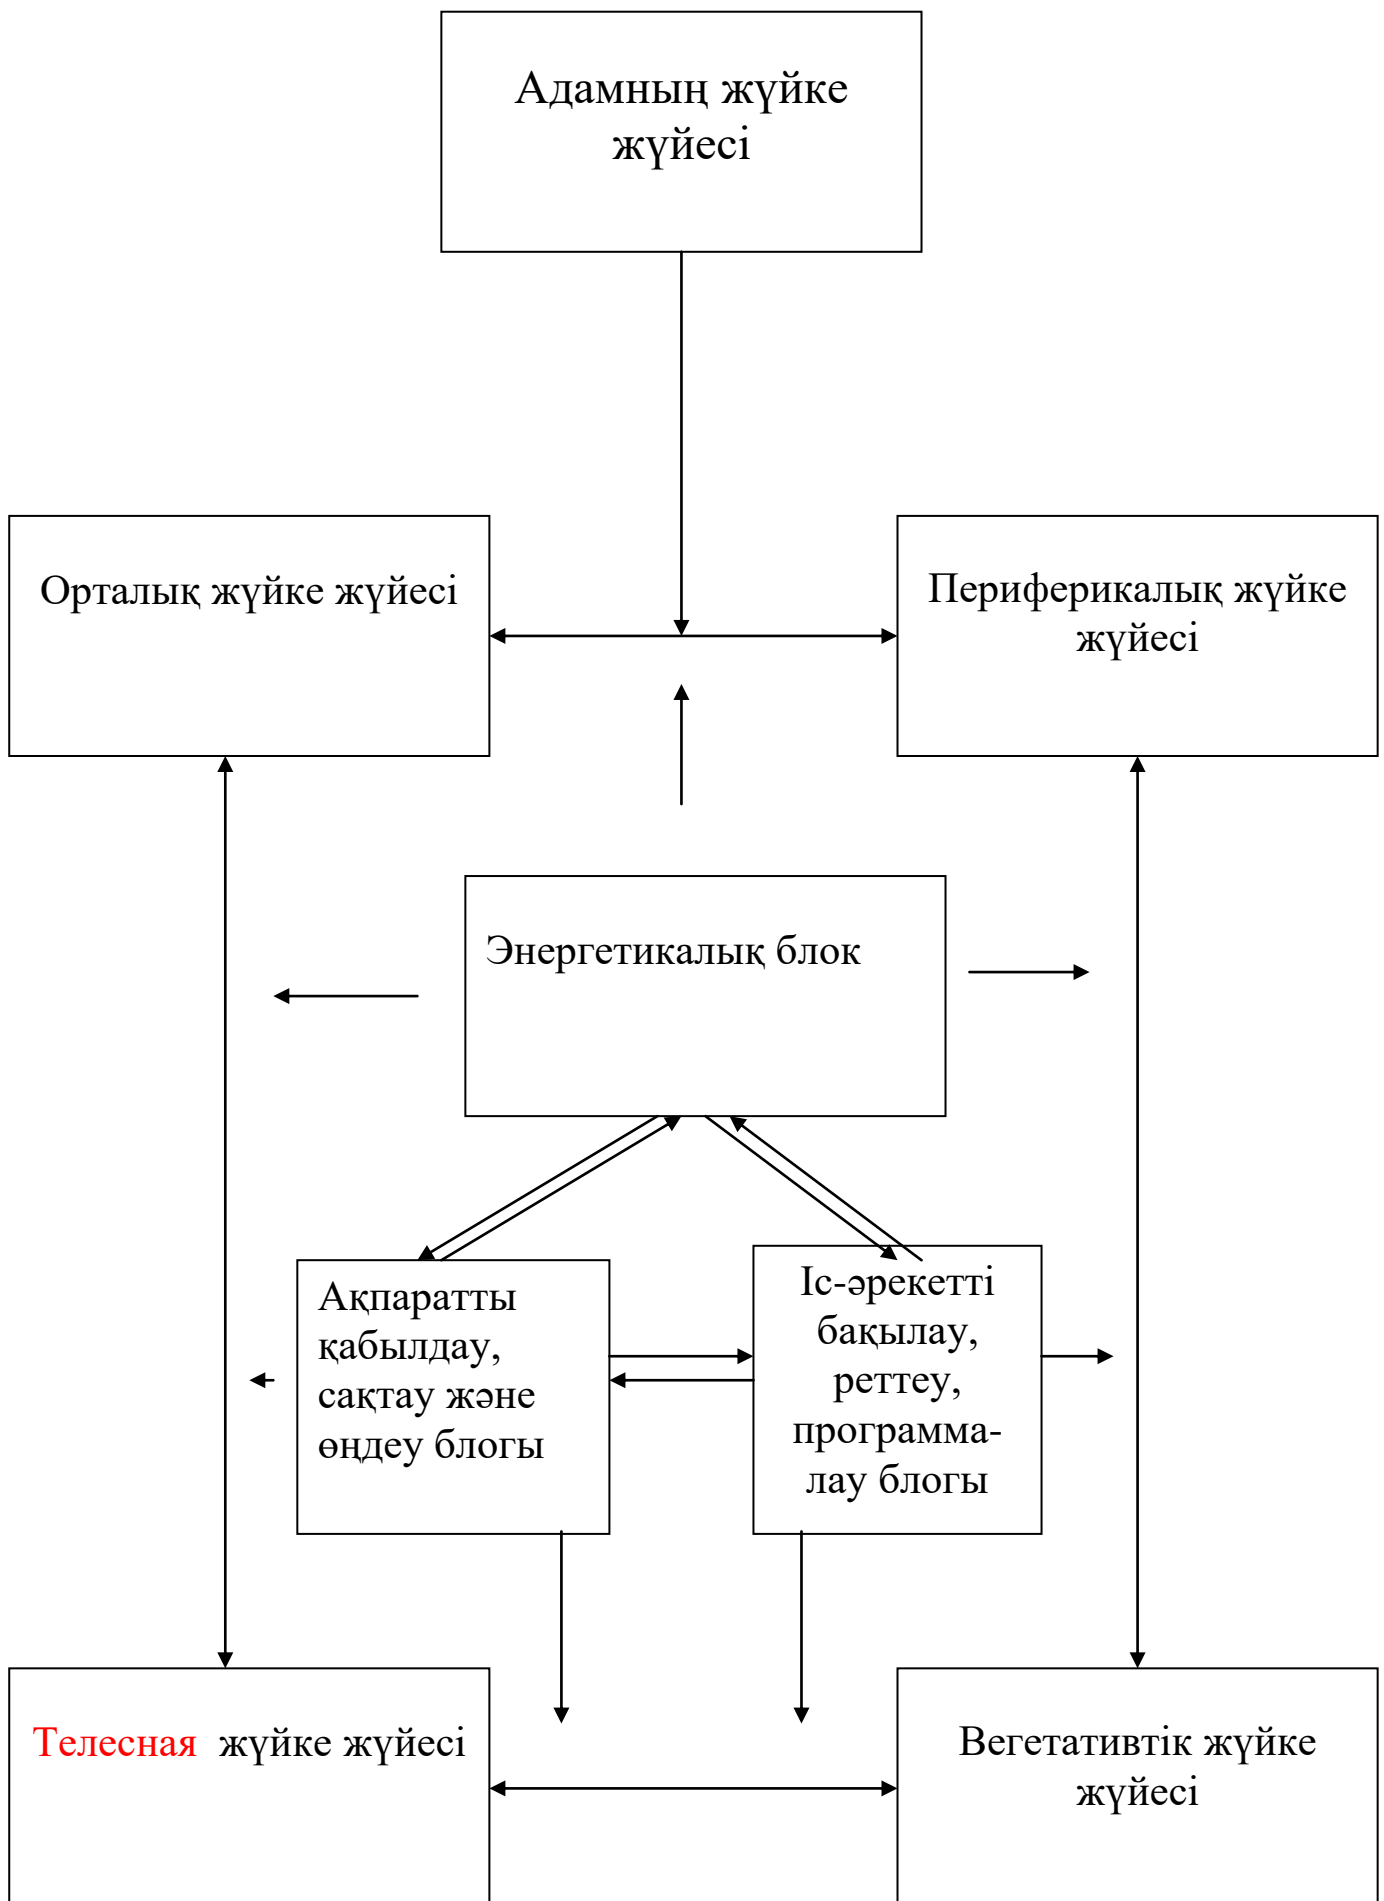 Адамның жүйке
жүйесі
Орталық жүйке жүйесі
Периферикалық жүйке
жүйесі
Энергетикалық блок
Ақпаратты
қабылдау,
сақтау және
өңдеу блогы
Іс-әрекетті
бақылау,
реттеу,
программа-
лау блогы
Телесная жүйке жүйесі
Вегетативтік жүйке
жүйесі